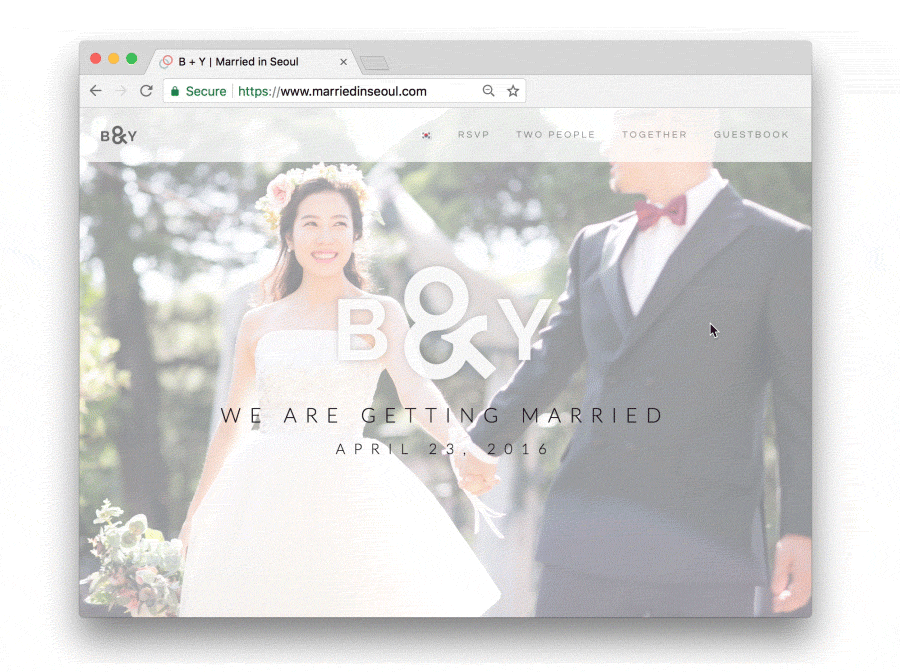 B + Y | Married in Seoul
Secure https://www.marriedinseoul.com
B&Y RSVP TWO PEOPLE TOGETHER GUESTBOOK
B&Y
WE ARE GETTING MARRIED
APRIL 23, 2016